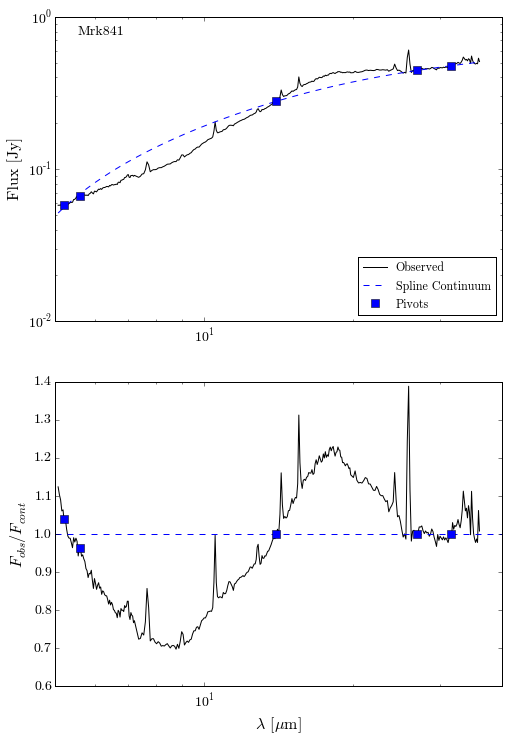 Mrk841
Flux [Jy]
10^0
10^-1
10^-2
10^1
Observed
Spline Continuum
Pivots
F_obs/F_cont
1.4
1.3
1.2
1.1
1.0
0.9
0.8
0.7
0.6
10^1
λ [μm]